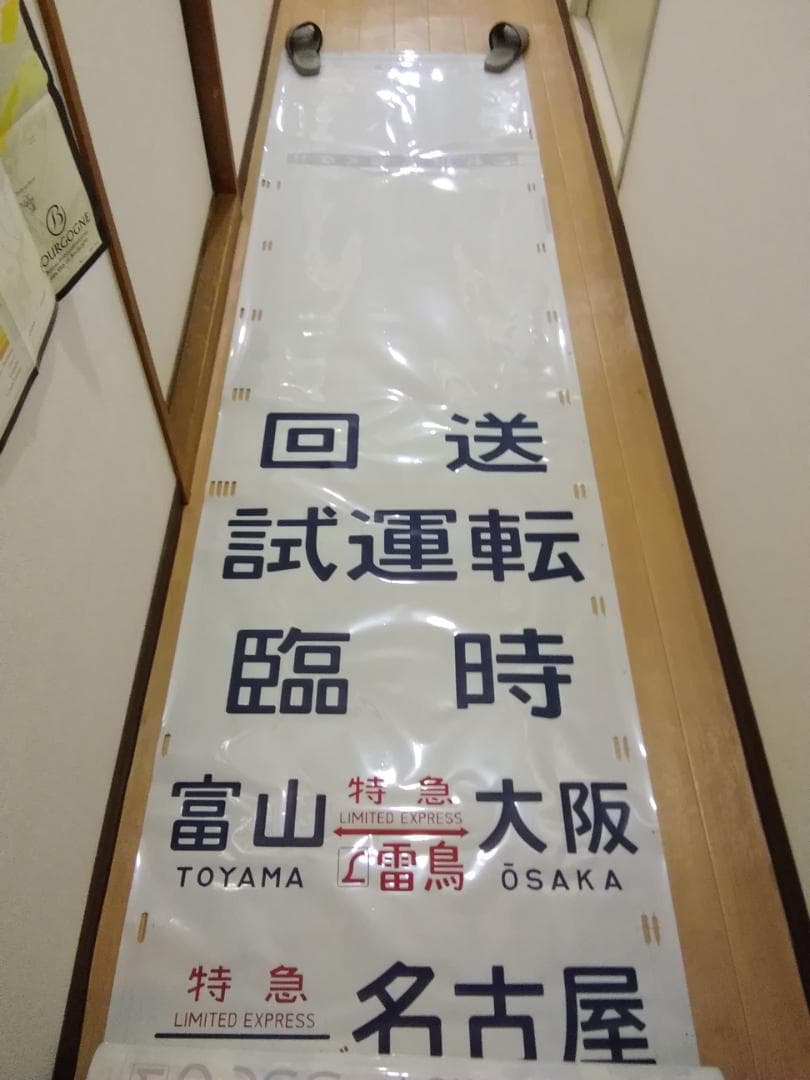 回送
試運転
臨時
富山 特急 大阪
LIMITED EXPRESS
L 雷鳥
TOYAMA ŌSAKA
特急 名古屋
LIMITED EXPRESS
B
BOURGOGNE